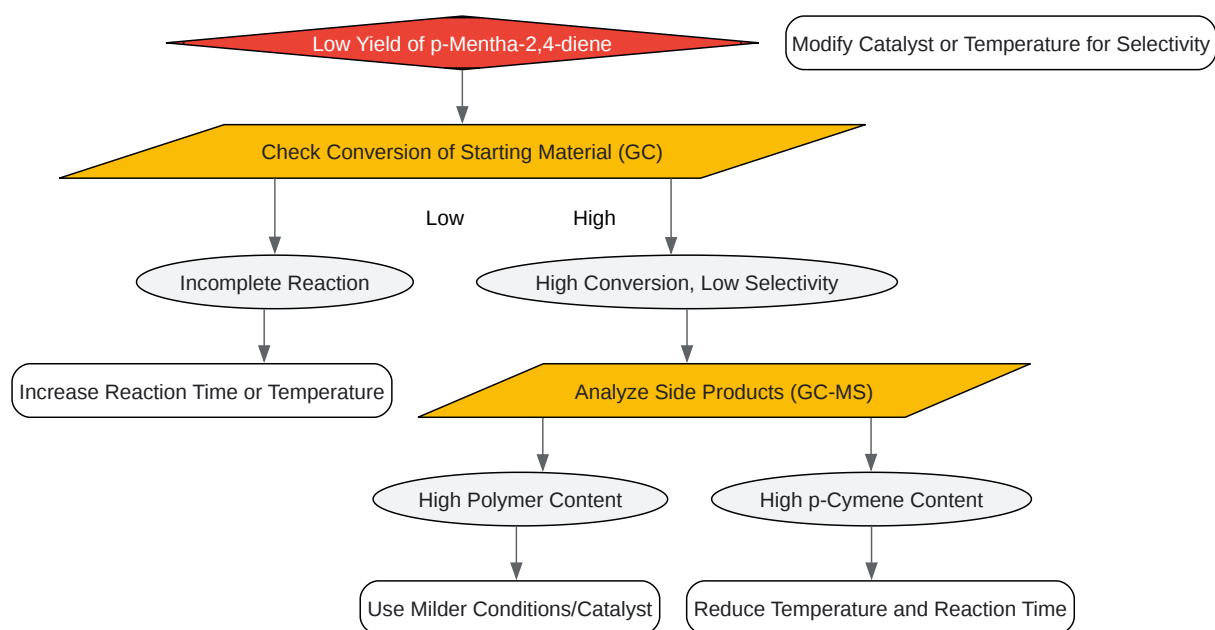 Low Yield of p-Mentha-2,4-diene
Modify Catalyst or Temperature for Selectivity
Check Conversion of Starting Material (GC)
Low
High
Incomplete Reaction
High Conversion, Low Selectivity
Increase Reaction Time or Temperature
Analyze Side Products (GC-MS)
High Polymer Content
High p-Cymene Content
Use Milder Conditions/Catalyst
Reduce Temperature and Reaction Time